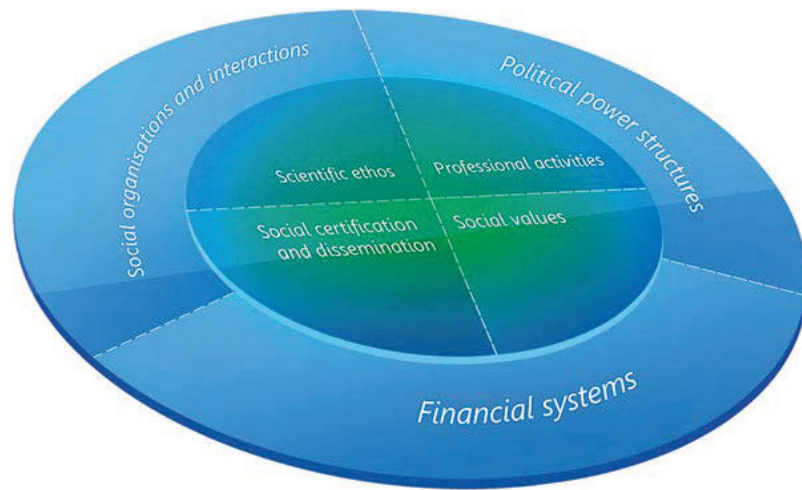 Social organisations and interactions
Political power structures
Scientific ethos
Professional activities
Social certification
and dissemination
Social values
Financial systems